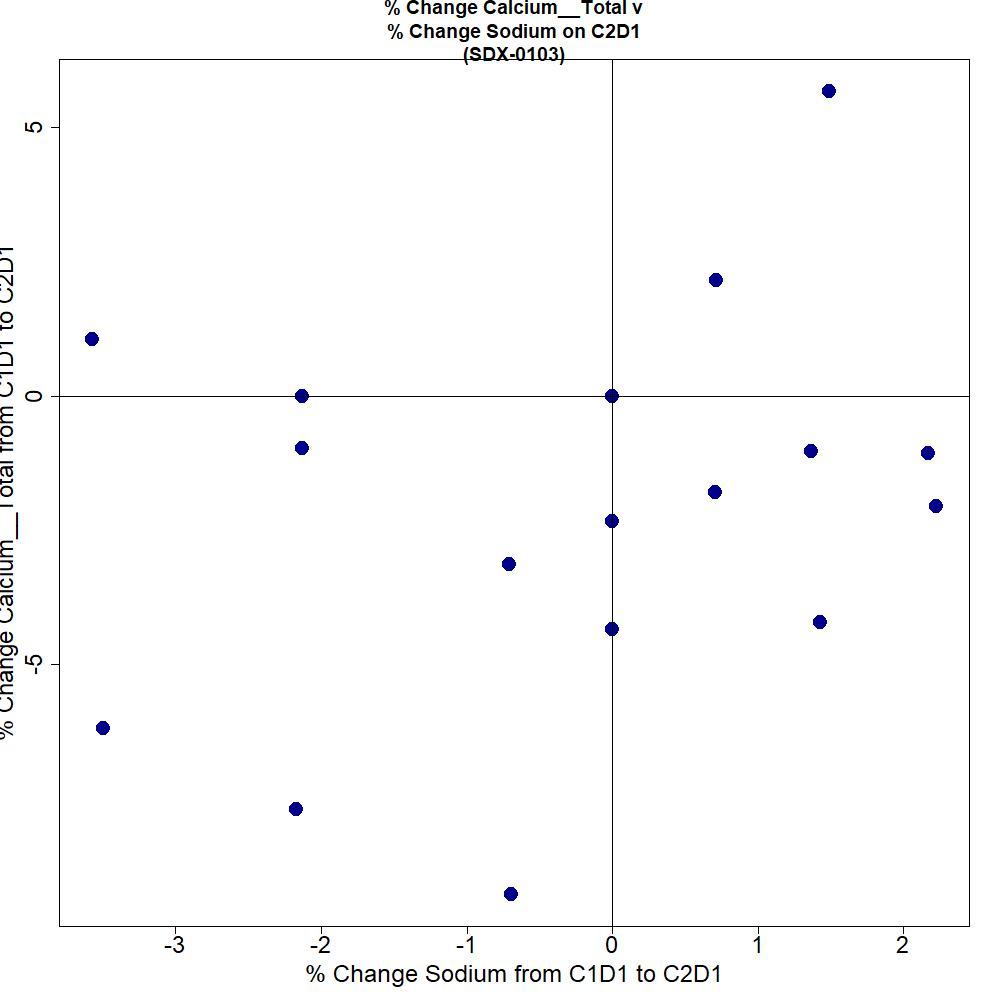 % Change Calcium__Total v
% Change Sodium on C2D1
(SDX-0103)
5
0
-5
% Change Calcium__Total from C1D1 to C2D1
-3
-2
-1
0
1
2
% Change Sodium from C1D1 to C2D1